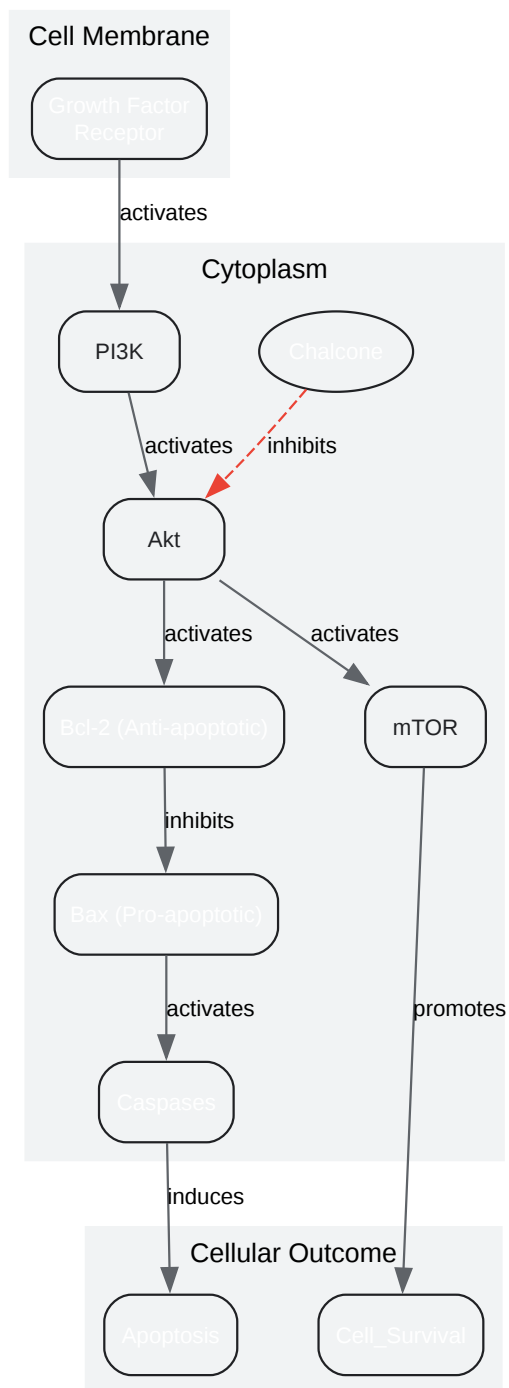 Cell Membrane
Growth Factor
Receptor
activates
Cytoplasm
PI3K
Chalcone
activates
inhibits
Akt
activates
activates
Bcl-2 (Anti-apoptotic)
mTOR
inhibits
Bax (Pro-apoptotic)
activates
promotes
Caspases
induces
Cellular Outcome
Apoptosis
Cell_Survival